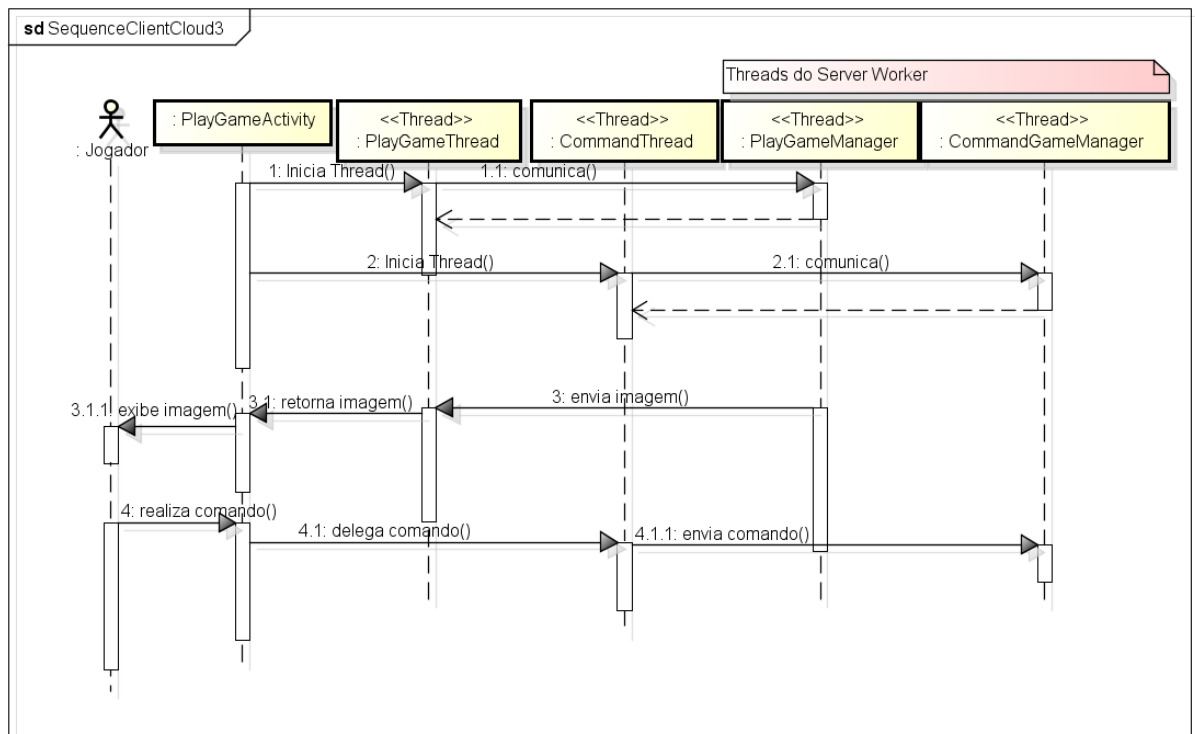 sd SequenceClientCloud3
Threads do Server Worker
: Jogador
: PlayGameActivity
<<Thread>>
: PlayGameThread
<<Thread>>
: CommandThread
<<Thread>>
: PlayGameManager
<<Thread>>
: CommandGameManager
1: Inicia Thread()
1.1: comunica()
2: Inicia Thread()
2.1: comunica()
3: envia imagem()
3.1: retorna imagem()
3.1.1: exibe imagem()
4: realiza comando()
4.1: delega comando()
4.1.1: envia comando()